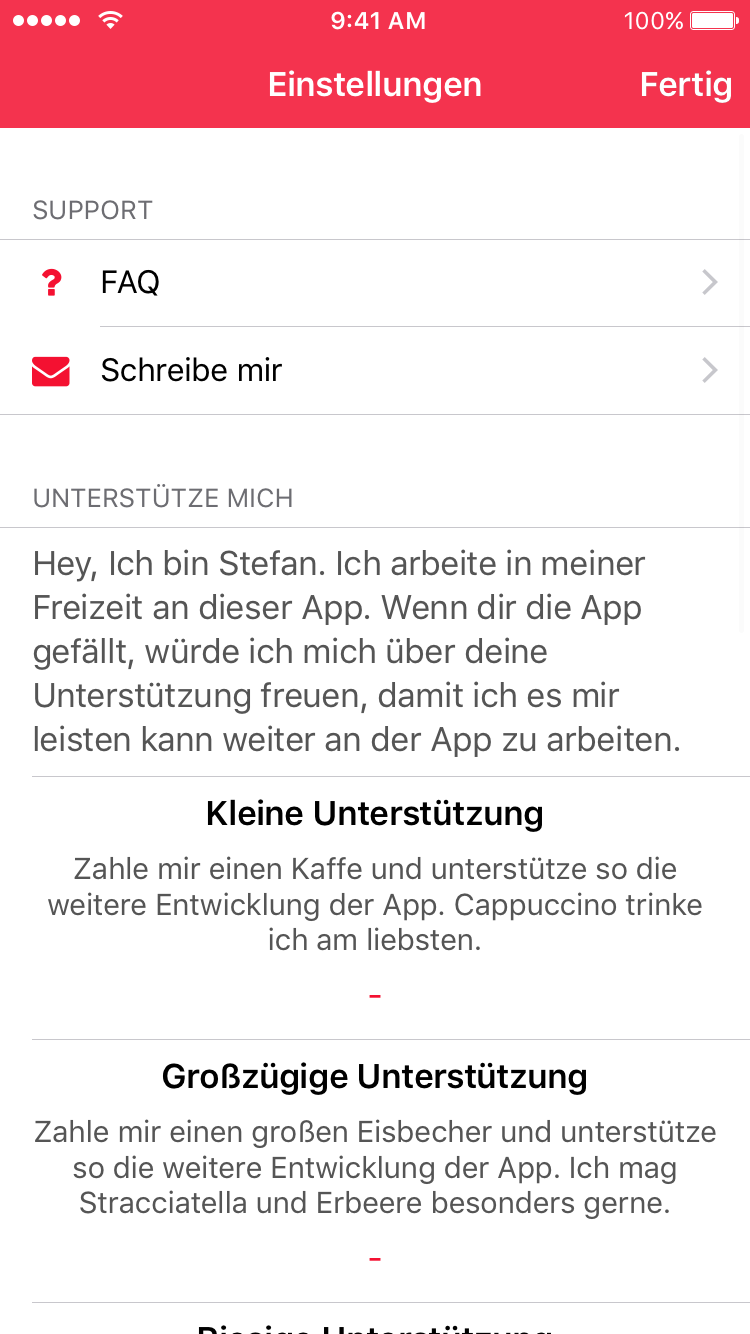 9:41 AM 100%
Einstellungen Fertig
SUPPORT
FAQ
Schreibe mir
UNTERSTÜTZE MICH
Hey, Ich bin Stefan. Ich arbeite in meiner
Freizeit an dieser App. Wenn dir die App
gefällt, würde ich mich über deine
Unterstützung freuen, damit ich es mir
leisten kann weiter an der App zu arbeiten.
Kleine Unterstützung
Zahle mir einen Kaffe und unterstütze so die
weitere Entwicklung der App. Cappuccino trinke
ich am liebsten.
-
Großzügige Unterstützung
Zahle mir einen großen Eisbecher und unterstütze
so die weitere Entwicklung der App. Ich mag
Stracciatella und Erbeere besonders gerne.
-
Unterstützung